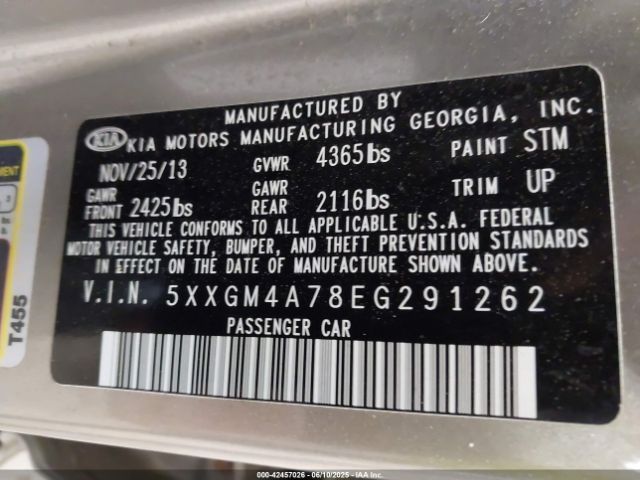 MANUFACTURED BY
KIA KIA MOTORS MANUFACTURING GEORGIA, INC.
NOV/25/13 GVWR 4365lbs PAINT STM
GAWR FRONT 2425lbs GAWR REAR 2116lbs TRIM UP
THIS VEHICLE CONFORMS TO ALL APPLICABLE U.S.A. FEDERAL
MOTOR VEHICLE SAFETY, BUMPER, AND THEFT PREVENTION STANDARDS
IN EFFECT ON THE DATE OF MANUFACTURE SHOWN ABOVE.
V.I.N. 5XXGM4A78EG291262
PASSENGER CAR
T455
000-42457026 - 06/10/2025 - IAA Inc.